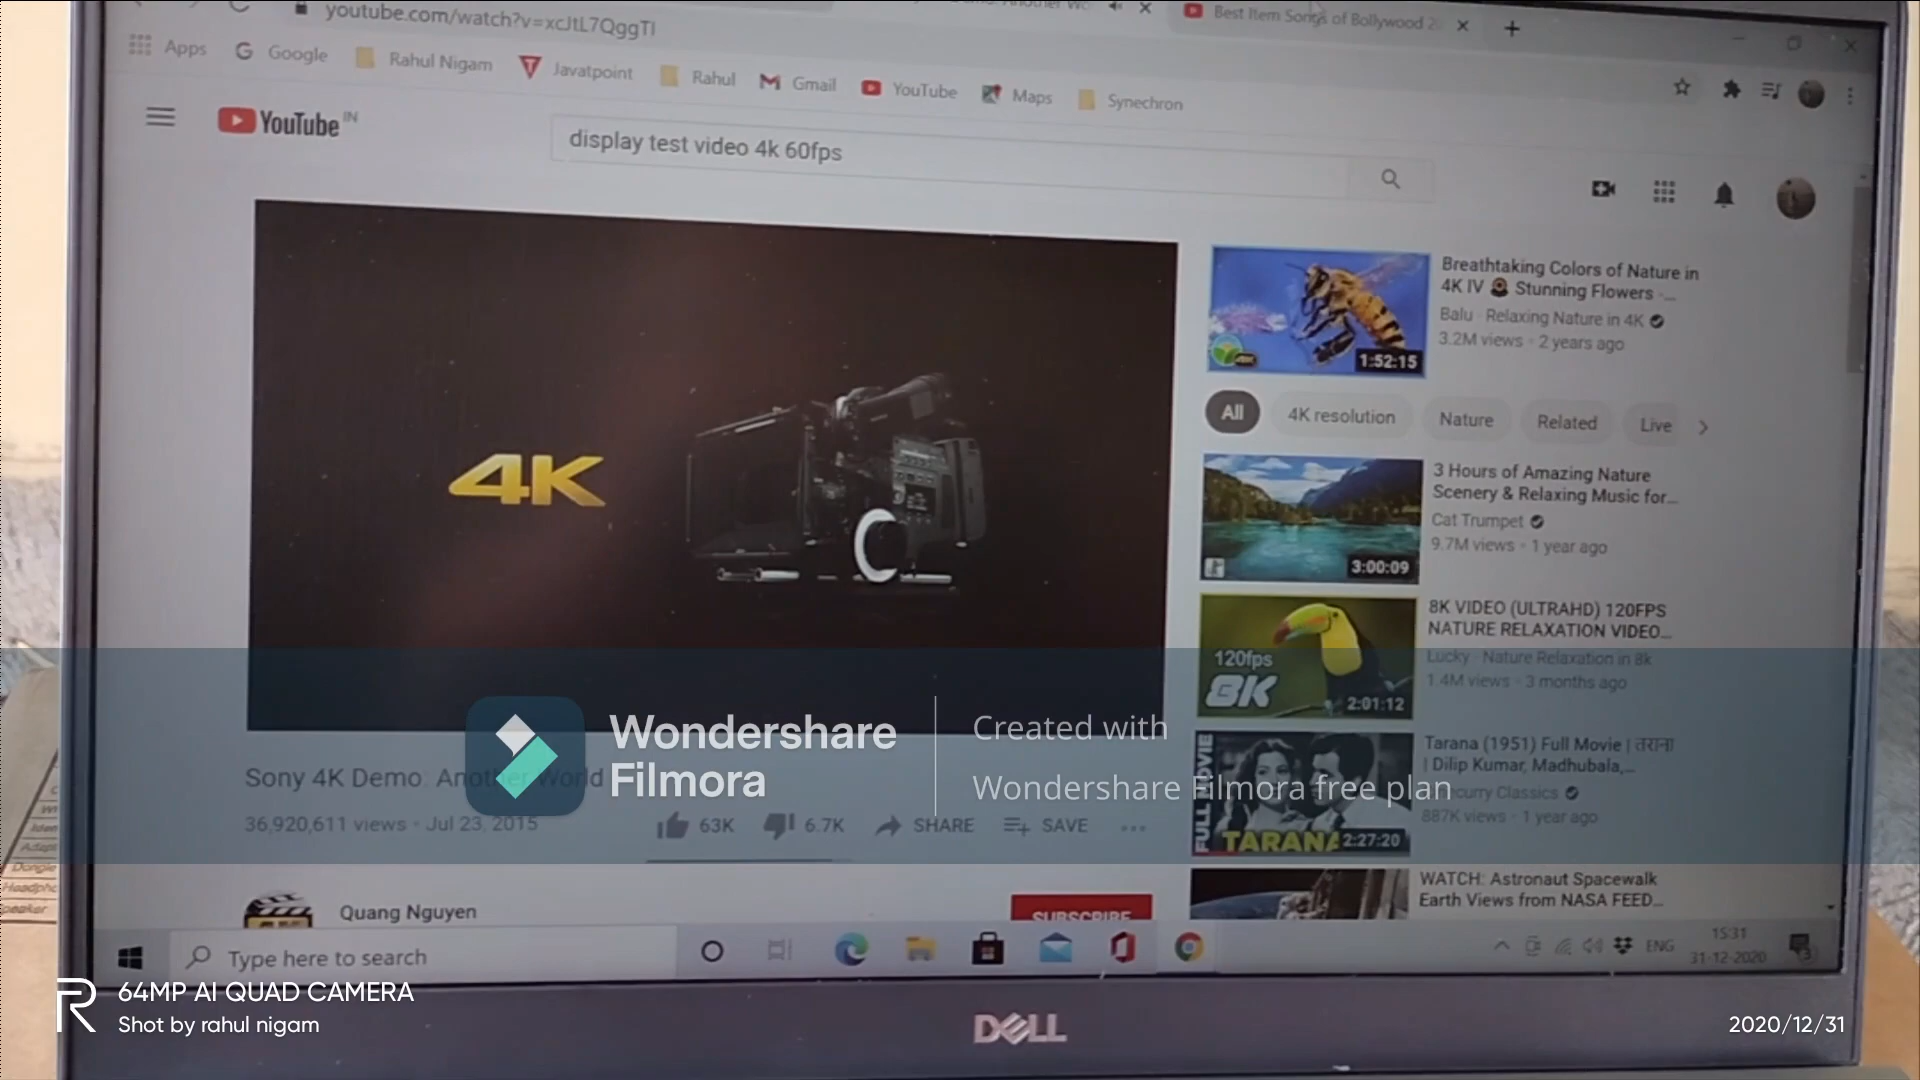 youtube.com/watch?v=xcJtL7QggTI
Best Item Songs of Bollywood 2
Apps
Google
Rahul Nigam
Javatpoint
Rahul
Gmail
YouTube
Maps
Synechron
YouTube IN
display test video 4k 60fps
4K
Breathtaking Colors of Nature in
4K IV Stunning Flowers -...
Balu - Relaxing Nature in 4K
3.2M views • 2 years ago
1:52:15
All
4K resolution
Nature
Related
Live
3 Hours of Amazing Nature
Scenery & Relaxing Music for...
Cat Trumpet
9.7M views • 1 year ago
3:00:09
8K VIDEO (ULTRAHD) 120FPS
NATURE RELAXATION VIDEO...
Lucky - Nature Relaxation in 8k
1.4M views • 3 months ago
120fps
8K
2:01:12
Tarana (1951) Full Movie | तराना
| Dilip Kumar, Madhubala,...
Classics
887K views • 1 year ago
FULL MOVIE
TARANA
2:27:20
WATCH: Astronaut Spacewalk
Earth Views from NASA FEED...
Wondershare
Filmora
Created with
Wondershare Filmora free plan
Sony 4K Demo: Another World
36,920,611 views • Jul 23, 2015
63K
6.7K
SHARE
SAVE
Quang Nguyen
SUBSCRIBE
Type here to search
ENG
15:31
31-12-2020
3
DELL
64MP AI QUAD CAMERA
Shot by rahul nigam
2020/12/31